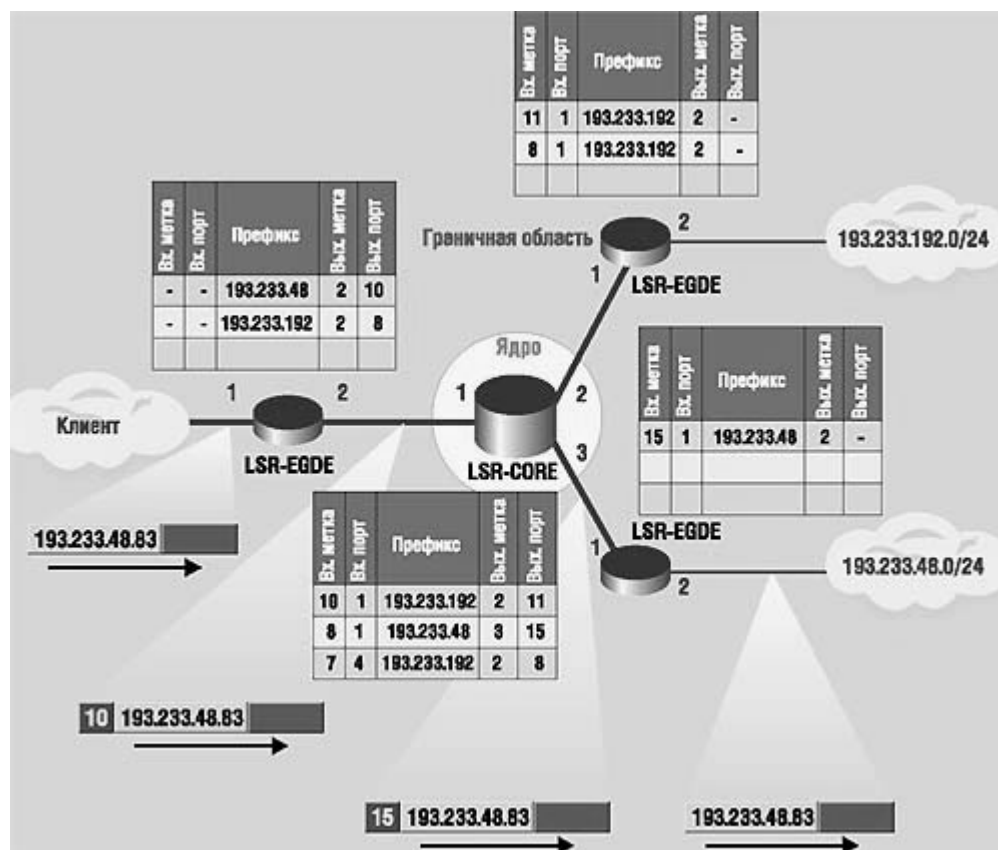 Вх. метка Вх. порт Префикс Вых. метка Вых. порт
11 1 193.233.192 2 -
8 1 193.233.192 2 -
Вх. метка Вх. порт Префикс Вых. метка Вых. порт
- - 193.233.48 2 10
- - 193.233.192 2 8
Граничная область
2
1
LSR-EGDE
193.233.192.0/24
Ядро
Клиент
1
2
LSR-EGDE
1
2
3
LSR-CORE
Вх. метка Вх. порт Префикс Вых. метка Вых. порт
15 1 193.233.48 2 -
LSR-EGDE
1
2
193.233.48.0/24
Вх. метка Вх. порт Префикс Вых. метка Вых. порт
10 1 193.233.192 2 11
8 1 193.233.48 3 15
7 4 193.233.192 2 8
193.233.48.83
10 193.233.48.83
15 193.233.48.83
193.233.48.83